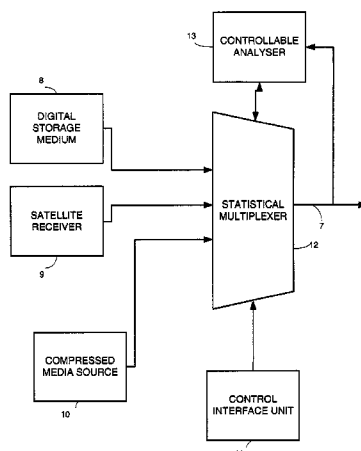 13
CONTROLLABLE
ANALYSER
8
DIGITAL
STORAGE
MEDIUM
SATELLITE
RECEIVER
9
STATISTICAL
MULTIPLEXER
7
12
COMPRESSED
MEDIA SOURCE
10
CONTROL
INTERFACE UNIT